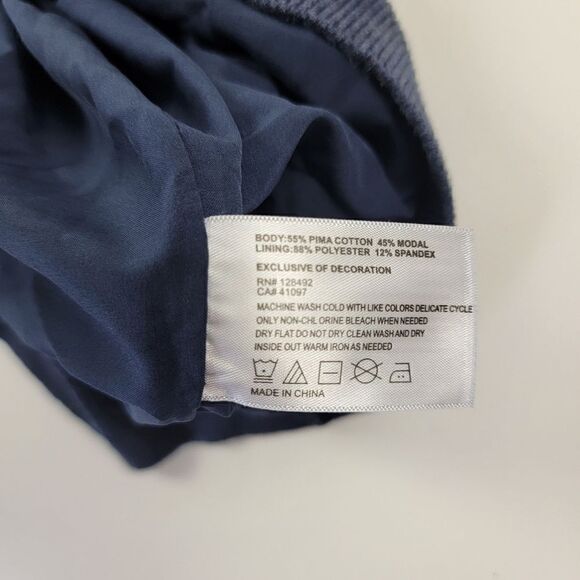 BODY:55% PIMA COTTON 45% MODAL
LINING:88% POLYESTER 12% SPANDEX
EXCLUSIVE OF DECORATION
RN# 128492
CA# 41097
MACHINE WASH COLD WITH LIKE COLORS DELICATE CYCLE
ONLY NON-CHL ORINE BLEACH WHEN NEEDED
DRY FLAT DO NOT DRY CLEAN WASH AND DRY
INSIDE OUT WARM IRON AS NEEDED
MADE IN CHINA